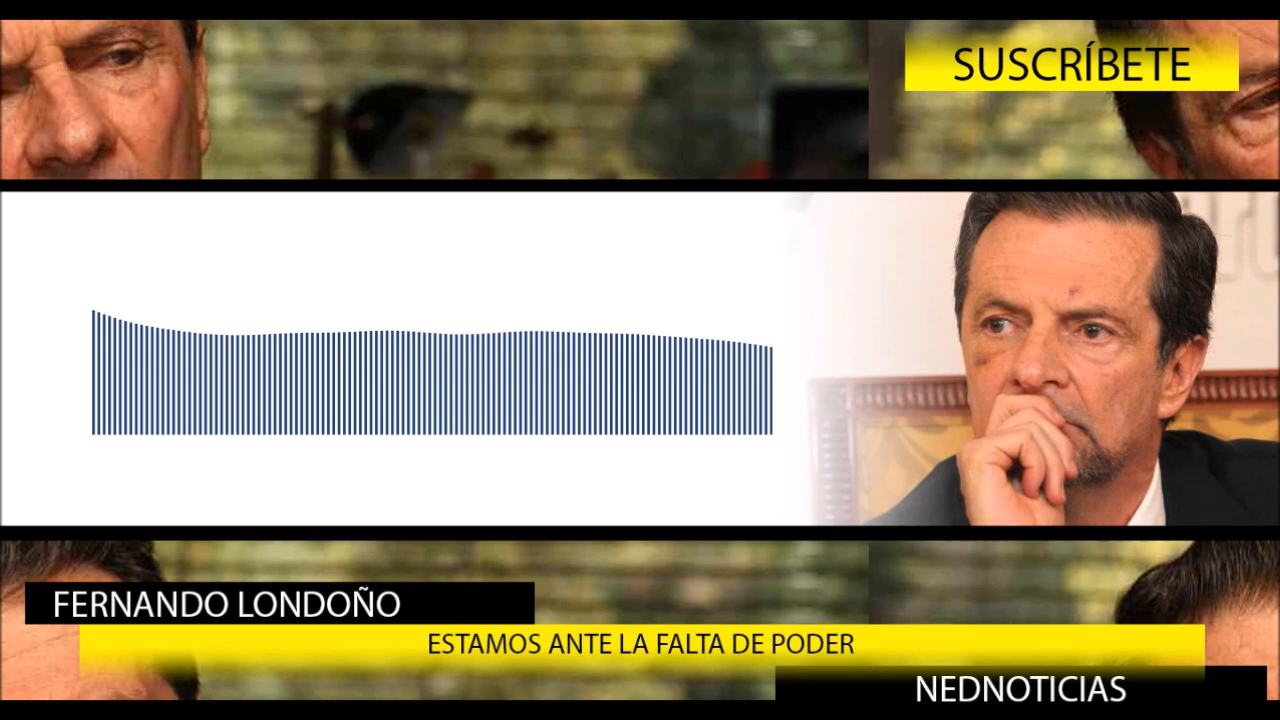 SUSCRÍBETE
FERNANDO LONDOÑO
ESTAMOS ANTE LA FALTA DE PODER
NEDNOTICIAS